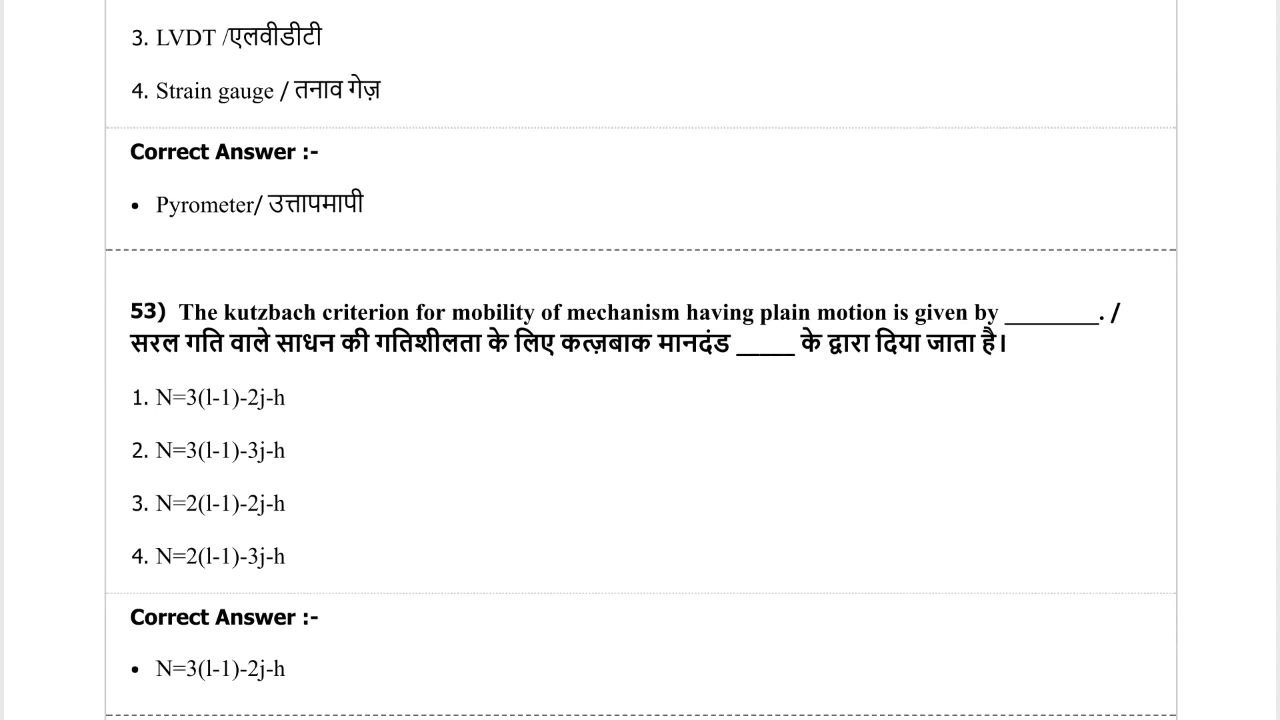 3. LVDT /एलवीडीटी
4. Strain gauge / तनाव गेज़
Correct Answer :-
• Pyrometer/ उत्तापमापी
53) The kutzbach criterion for mobility of mechanism having plain motion is given by ________. /
सरल गति वाले साधन की गतिशीलता के लिए कत्ज़बाक मानदंड _____ के द्वारा दिया जाता है।
1. N=3(l-1)-2j-h
2. N=3(l-1)-3j-h
3. N=2(l-1)-2j-h
4. N=2(l-1)-3j-h
Correct Answer :-
• N=3(l-1)-2j-h